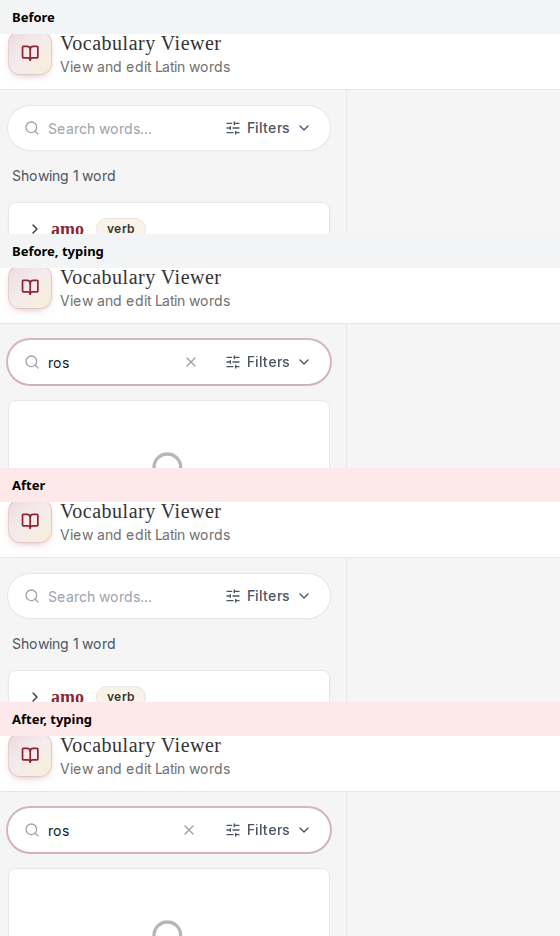 Before
Vocabulary Viewer
View and edit Latin words
Search words...
Filters
Showing 1 word
amo verb
Before, typing
Vocabulary Viewer
View and edit Latin words
ros
Filters
After
Vocabulary Viewer
View and edit Latin words
Search words...
Filters
Showing 1 word
amo verb
After, typing
Vocabulary Viewer
View and edit Latin words
ros
Filters